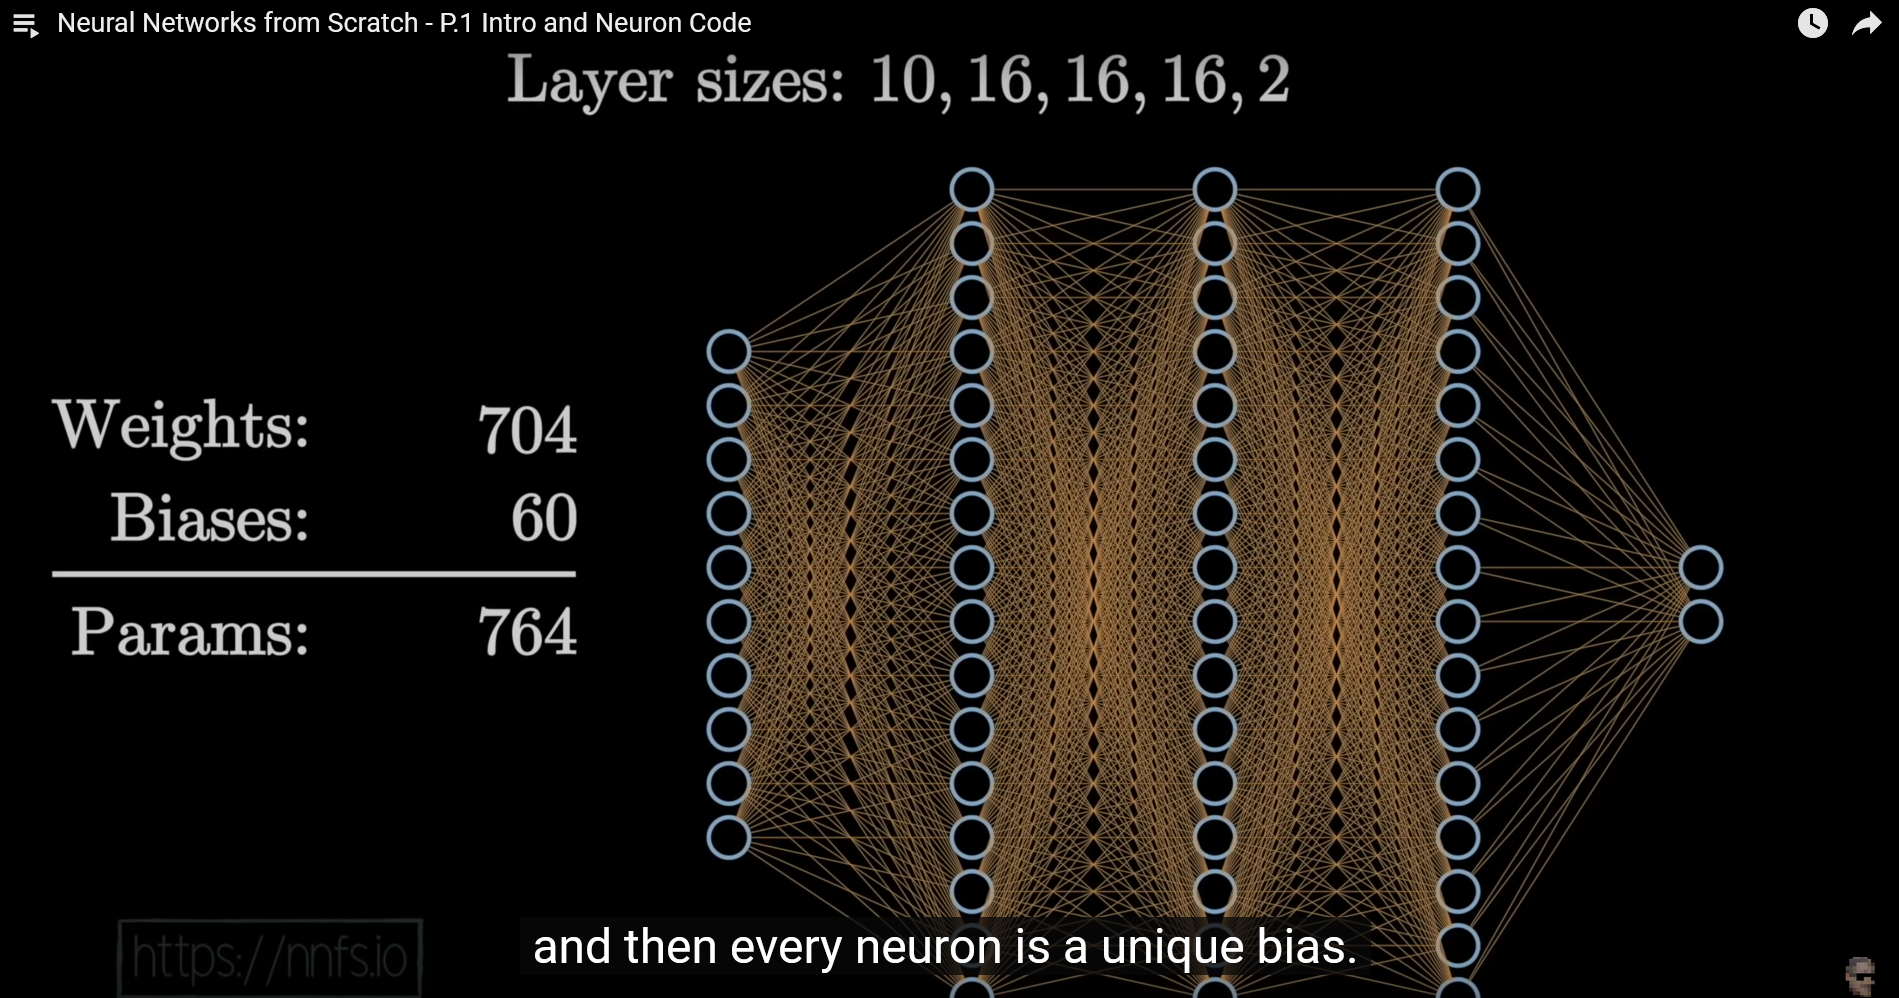 Neural Networks from Scratch - P.1 Intro and Neuron Code
Layer sizes: 10, 16, 16, 16, 2
Weights: 704
Biases: 60
Params: 764
https://nnfs.io
and then every neuron is a unique bias.